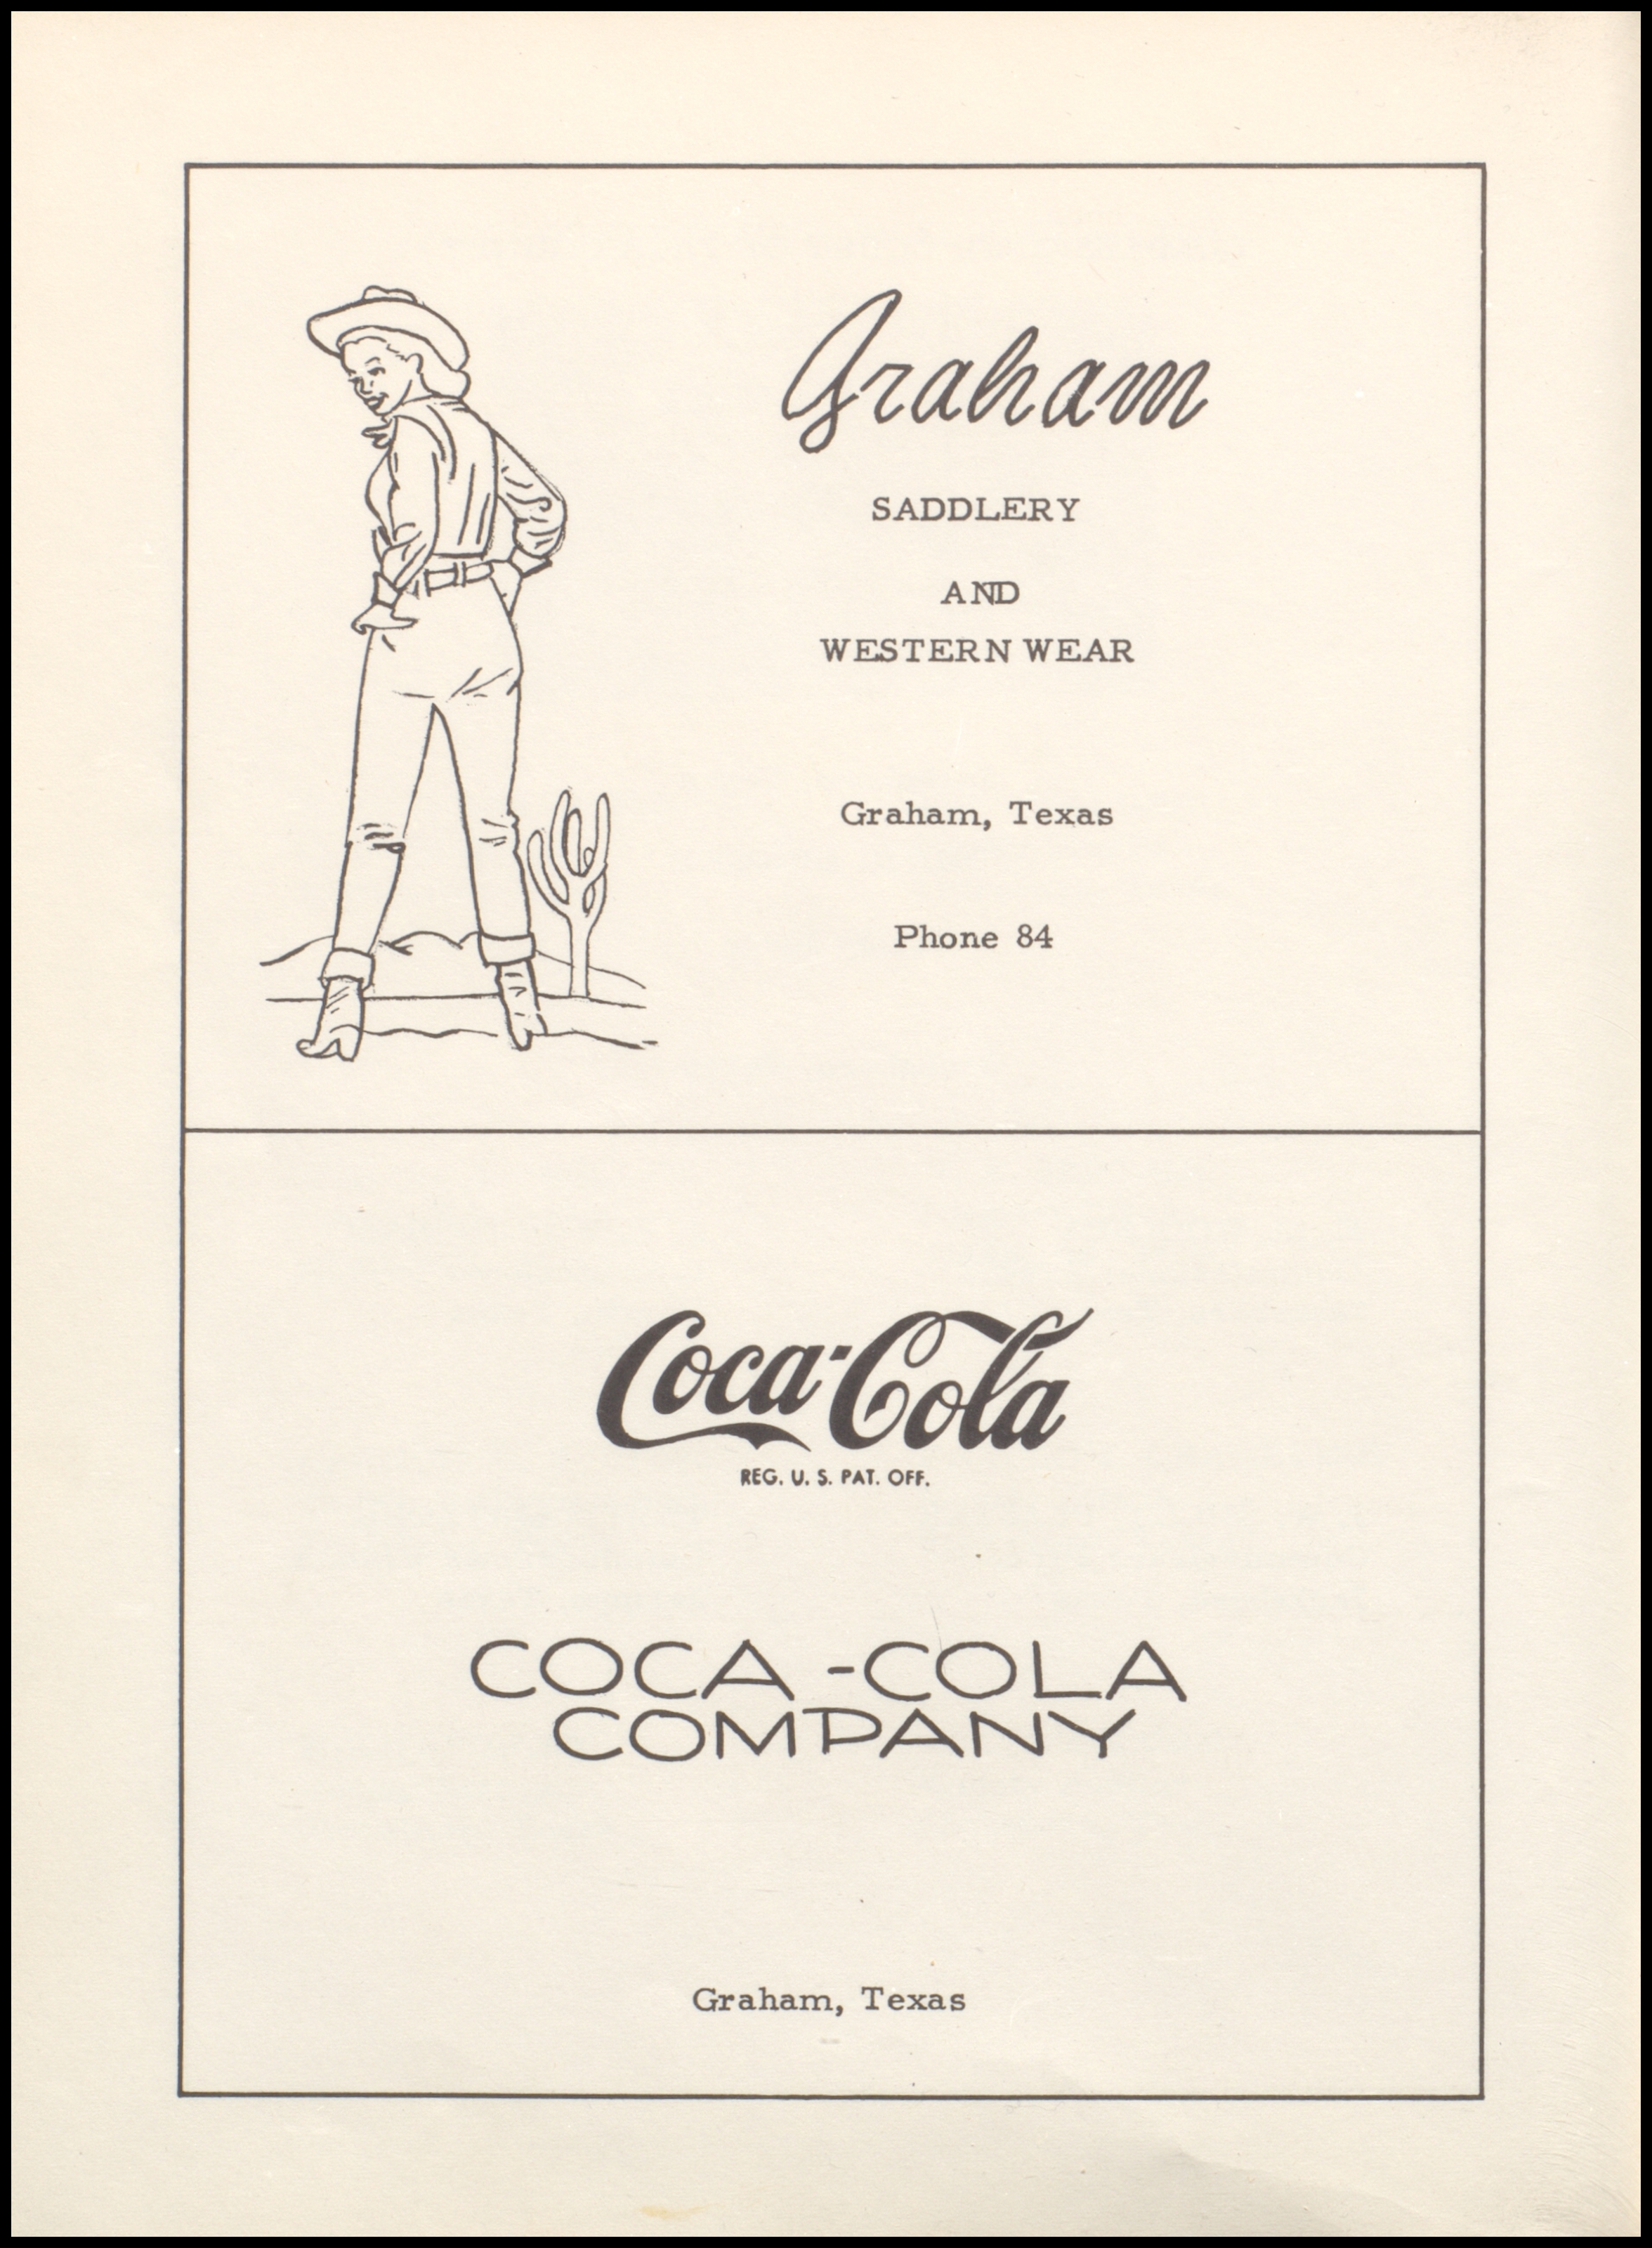 Graham
SADDLERY
AND
WESTERN WEAR
Graham, Texas
Phone 84
Coca-Cola
REG. U. S. PAT. OFF.
COCA-COLA
COMPANY
Graham, Texas